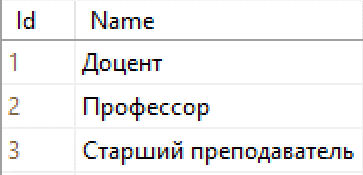 Id Name
1 Доцент
2 Профессор
3 Старший преподаватель